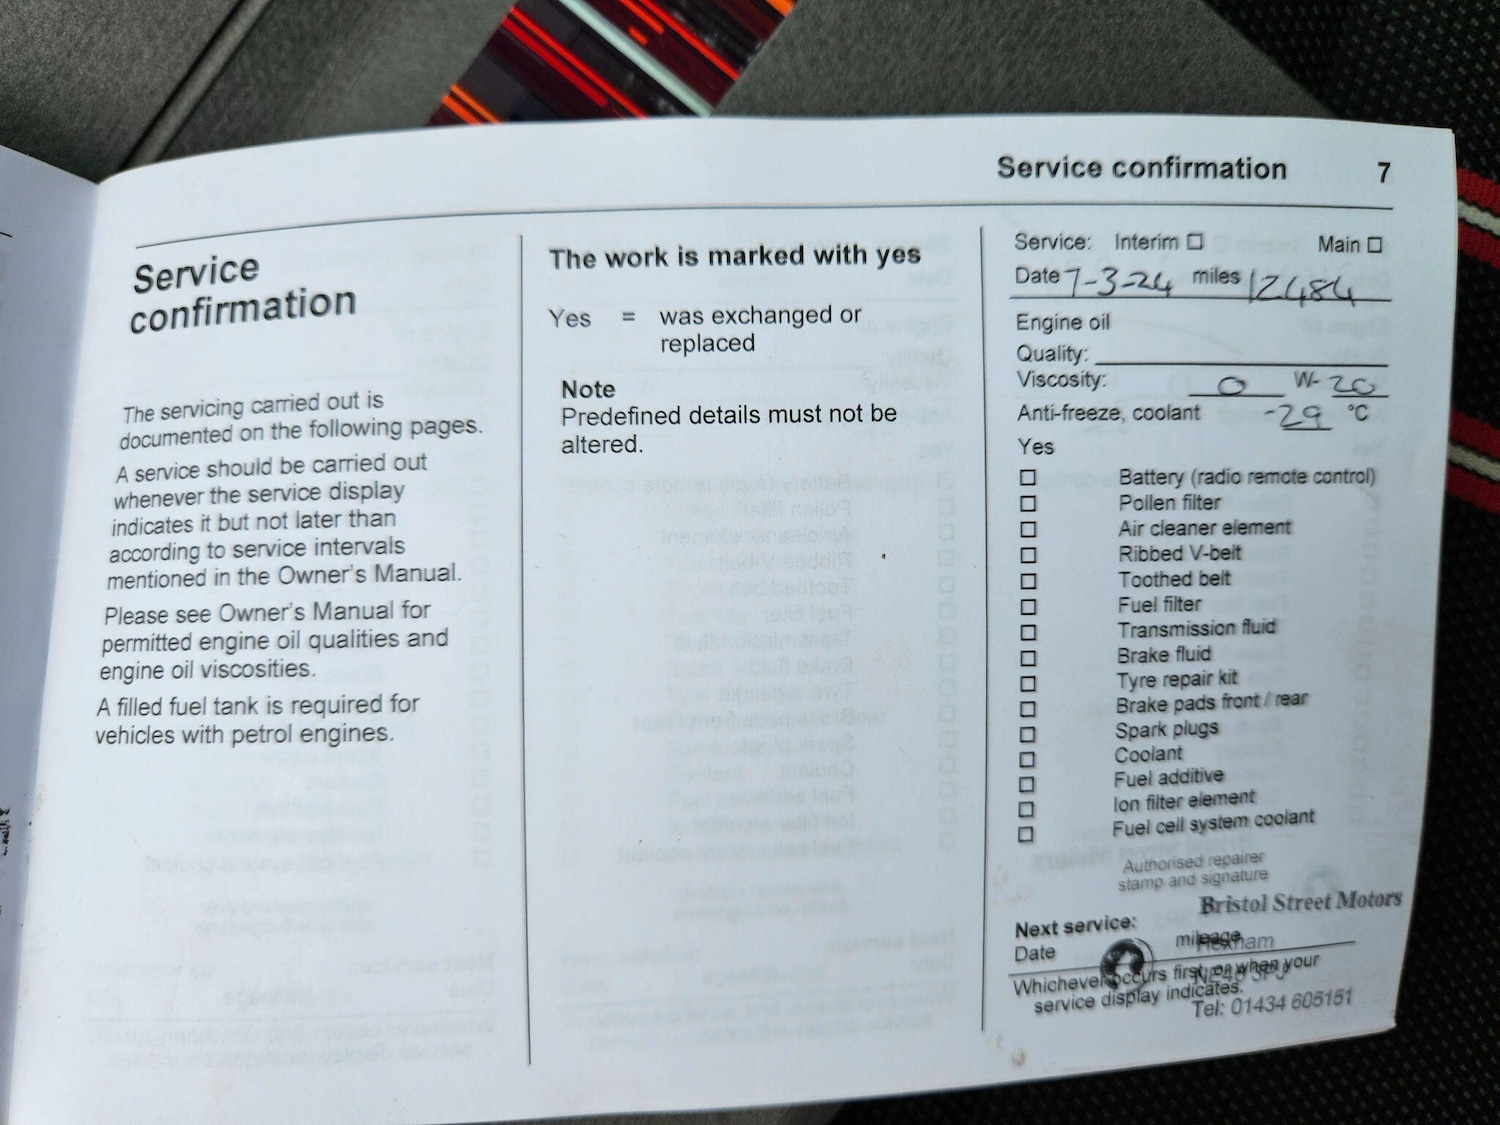 Service confirmation 7
Service
confirmation
The servicing carried out is
documented on the following pages.
A service should be carried out
whenever the service display
indicates it but not later than
according to service intervals
mentioned in the Owner's Manual.
Please see Owner's Manual for
permitted engine oil qualities and
engine oil viscosities.
A filled fuel tank is required for
vehicles with petrol engines.
The work is marked with yes
Yes = was exchanged or
replaced
Note
Predefined details must not be
altered.
Service: Interim ☐ Main ☐
Date 7-3-24 miles 12484
Engine oil
Quality:
Viscosity: 0 W- 20
Anti-freeze, coolant -29 °C
Yes
☐ Battery (radio remote control)
☐ Pollen filter
☐ Air cleaner element
☐ Ribbed V-belt
☐ Toothed belt
☐ Fuel filter
☐ Transmission fluid
☐ Brake fluid
☐ Tyre repair kit
☐ Brake pads front / rear
☐ Spark plugs
☐ Coolant
☐ Fuel additive
☐ Ion filter element
☐ Fuel cell system coolant
Authorised repairer
stamp and signature
Bristol Street Motors
Next service:
Date mileage
Hexham
Whichever occurs first, or when your
service display indicates.
Tel: 01434 605151